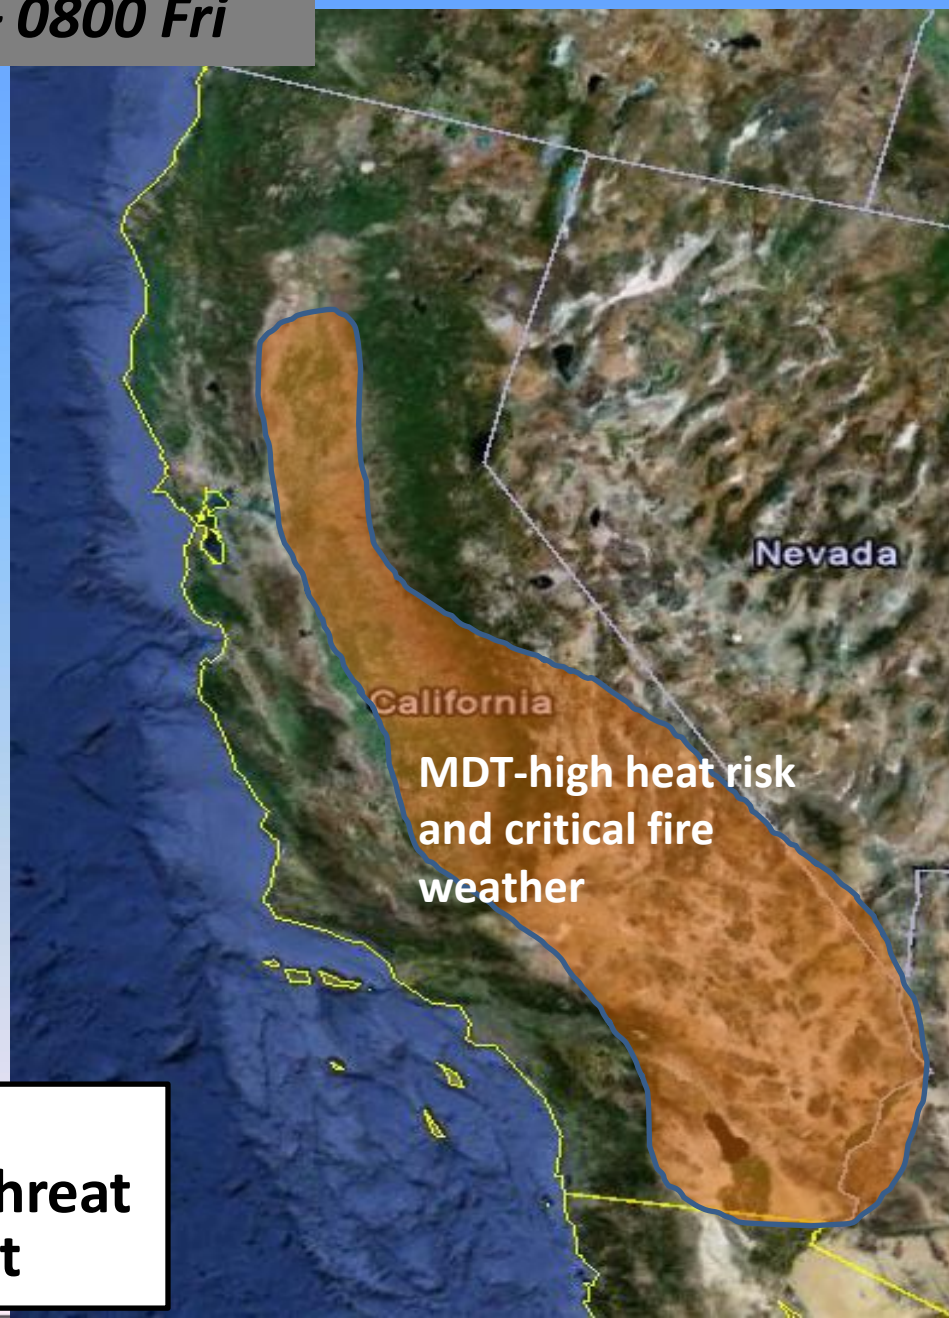 0800 Fri
Nevada
California
MDT-high heat risk
and critical fire
weather
hreat
t